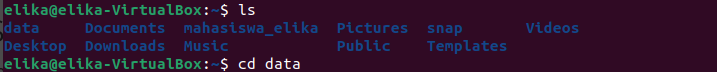 elika@elika-VirtualBox:~$ ls
data     Documents  mahasiswa_elika  Pictures  snap       Videos
Desktop  Downloads  Music            Public    Templates
elika@elika-VirtualBox:~$ cd data